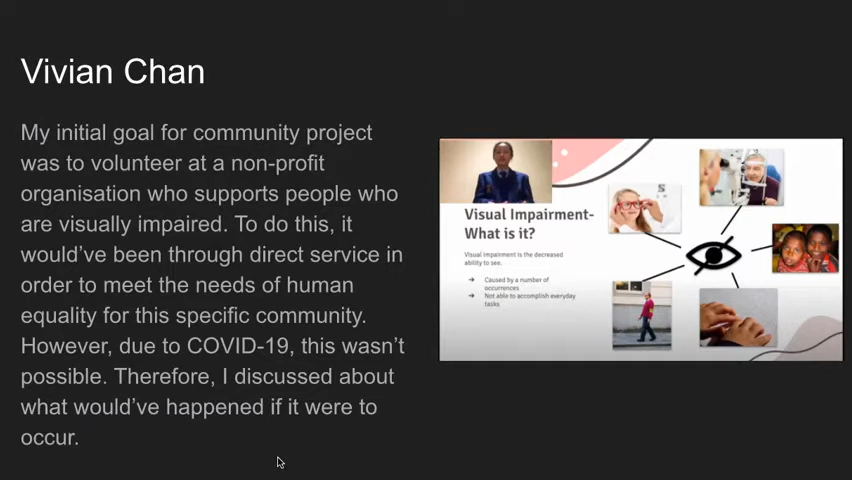 Vivian Chan
My initial goal for community project
was to volunteer at a non-profit
organisation who supports people who
are visually impaired. To do this, it
would've been through direct service in
order to meet the needs of human
equality for this specific community.
However, due to COVID-19, this wasn't
possible. Therefore, I discussed about
what would've happened if it were to
occur.
Visual Impairment-
What is it?
Visual Impairment is the decreased
ability to see.
➔ Caused by a number of
occurrences
➔ Not able to accomplish everyday
tasks